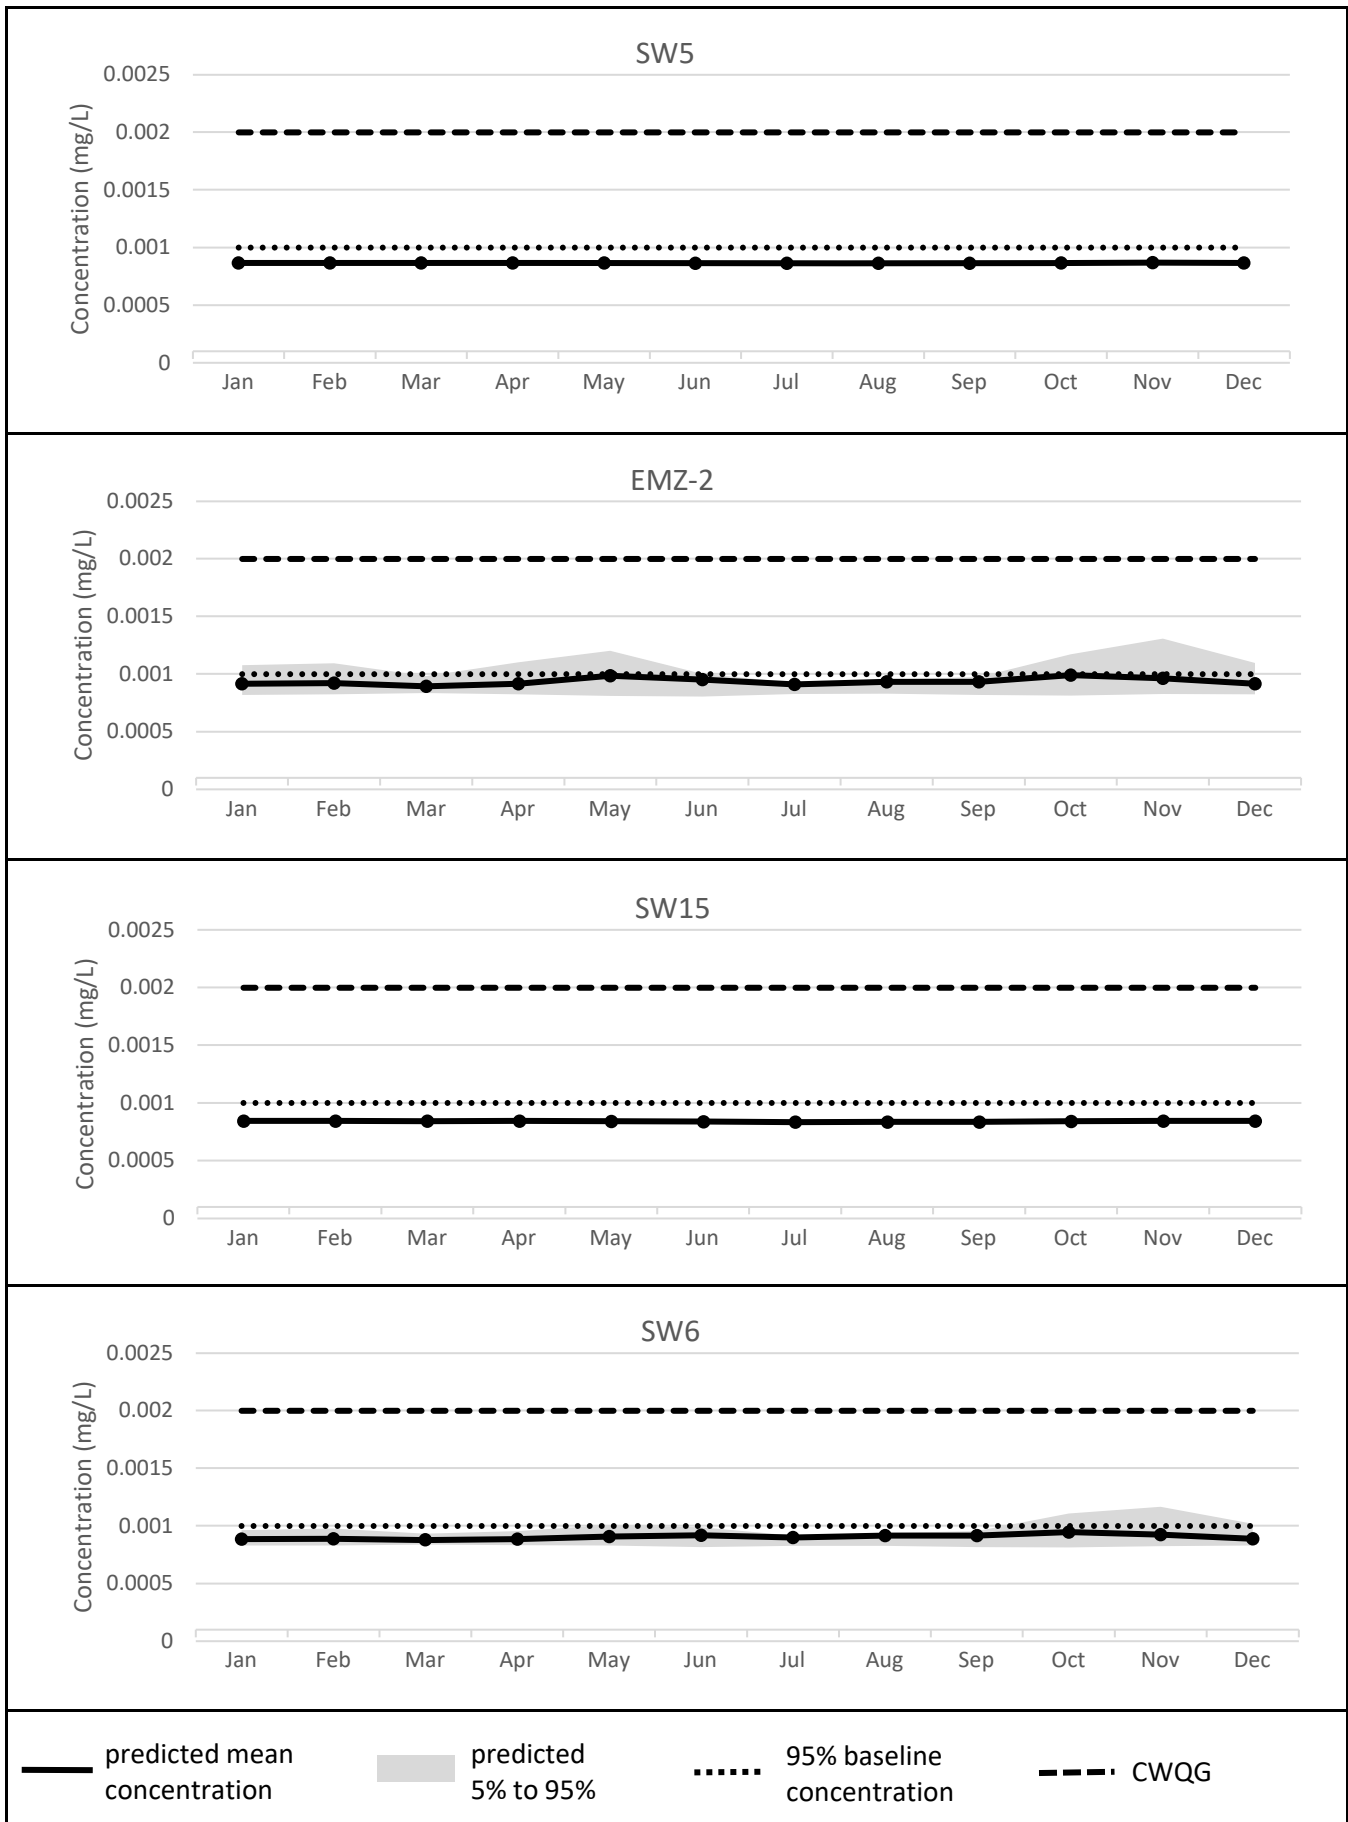 SW5
Concentration (mg/L)
0.0025
0.002
0.0015
0.001
0.0005
0
Jan Feb Mar Apr May Jun Jul Aug Sep Oct Nov Dec
EMZ-2
Concentration (mg/L)
0.0025
0.002
0.0015
0.001
0.0005
0
Jan Feb Mar Apr May Jun Jul Aug Sep Oct Nov Dec
SW15
Concentration (mg/L)
0.0025
0.002
0.0015
0.001
0.0005
0
Jan Feb Mar Apr May Jun Jul Aug Sep Oct Nov Dec
SW6
Concentration (mg/L)
0.0025
0.002
0.0015
0.001
0.0005
0
Jan Feb Mar Apr May Jun Jul Aug Sep Oct Nov Dec
predicted mean
concentration
predicted
5% to 95%
95% baseline
concentration
CWQG